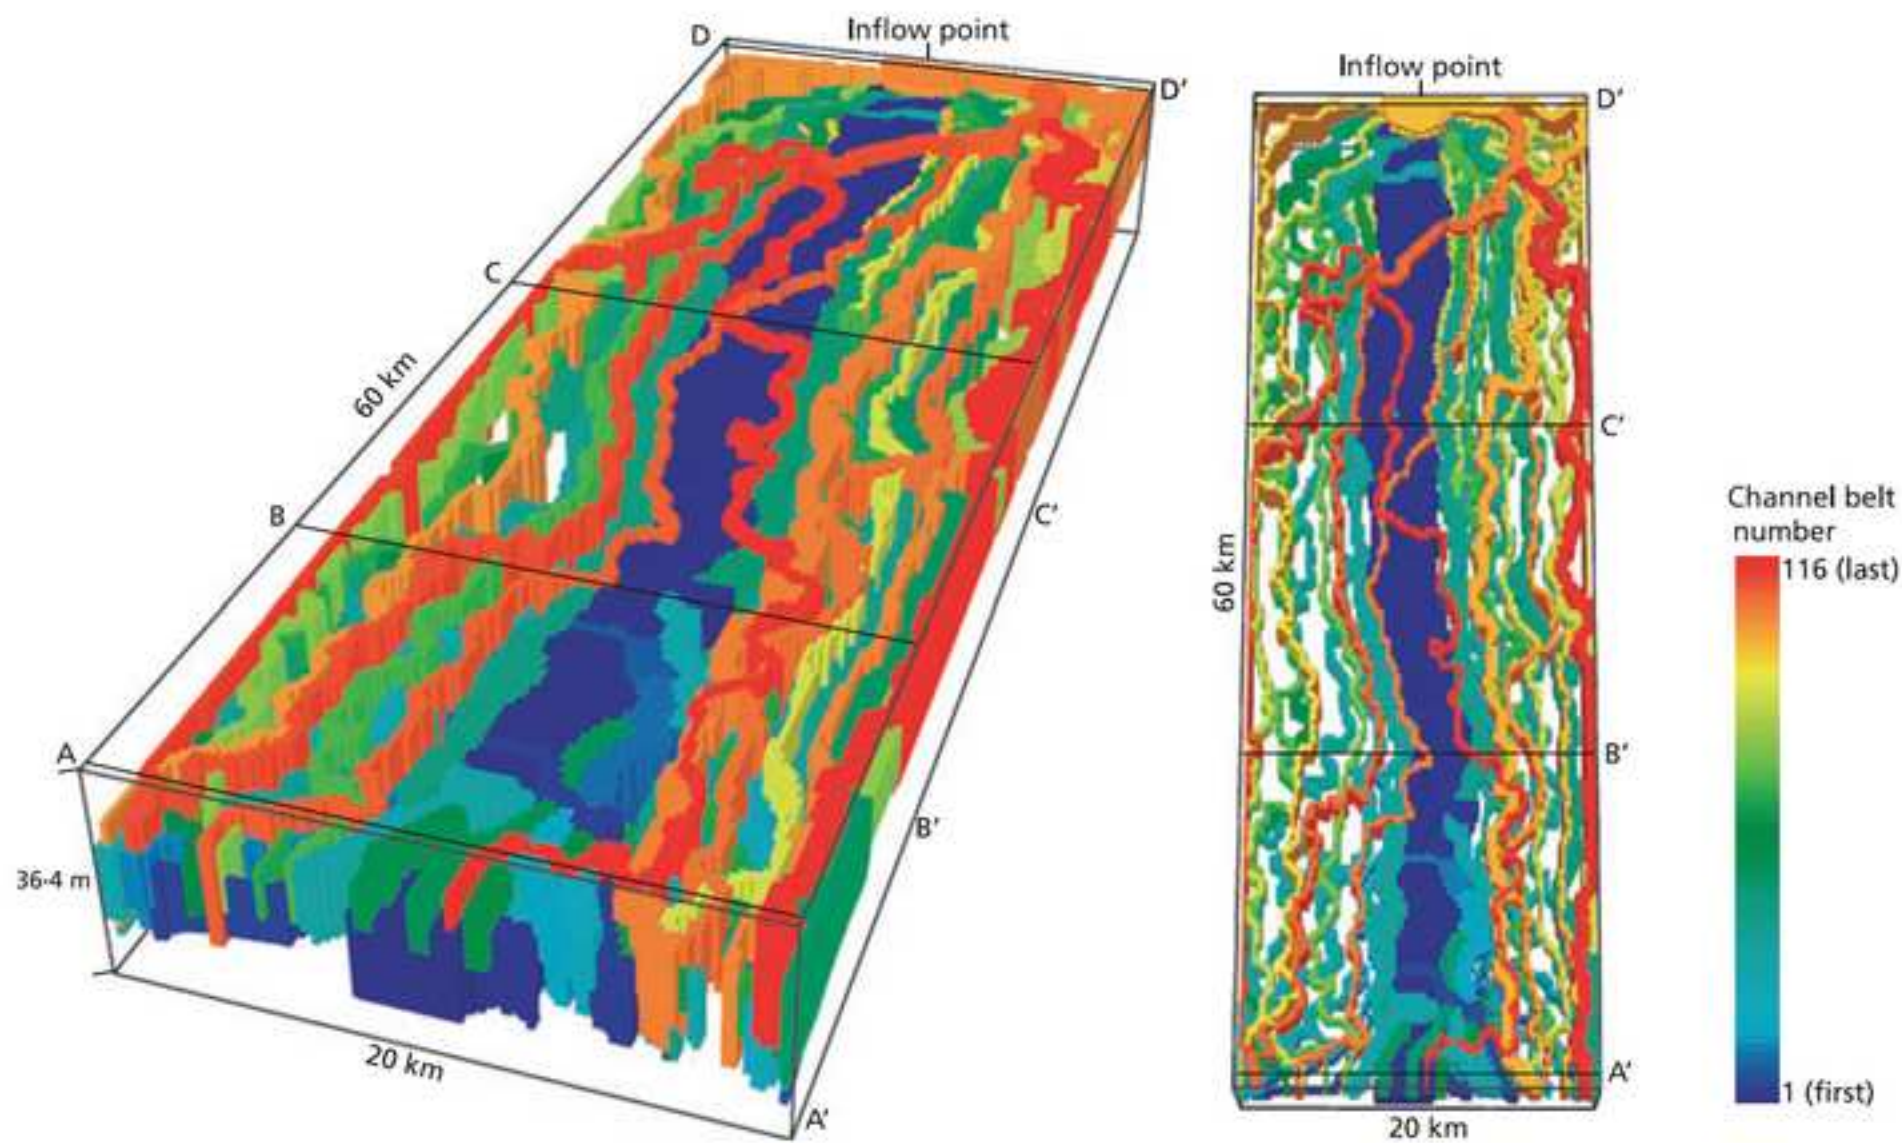 Inflow point
D
D'
C
60 km
B
C'
A
B'
36·4 m
20 km
A'
Inflow point
D'
C'
60 km
B'
A'
20 km
Channel belt
number
116 (last)
1 (first)